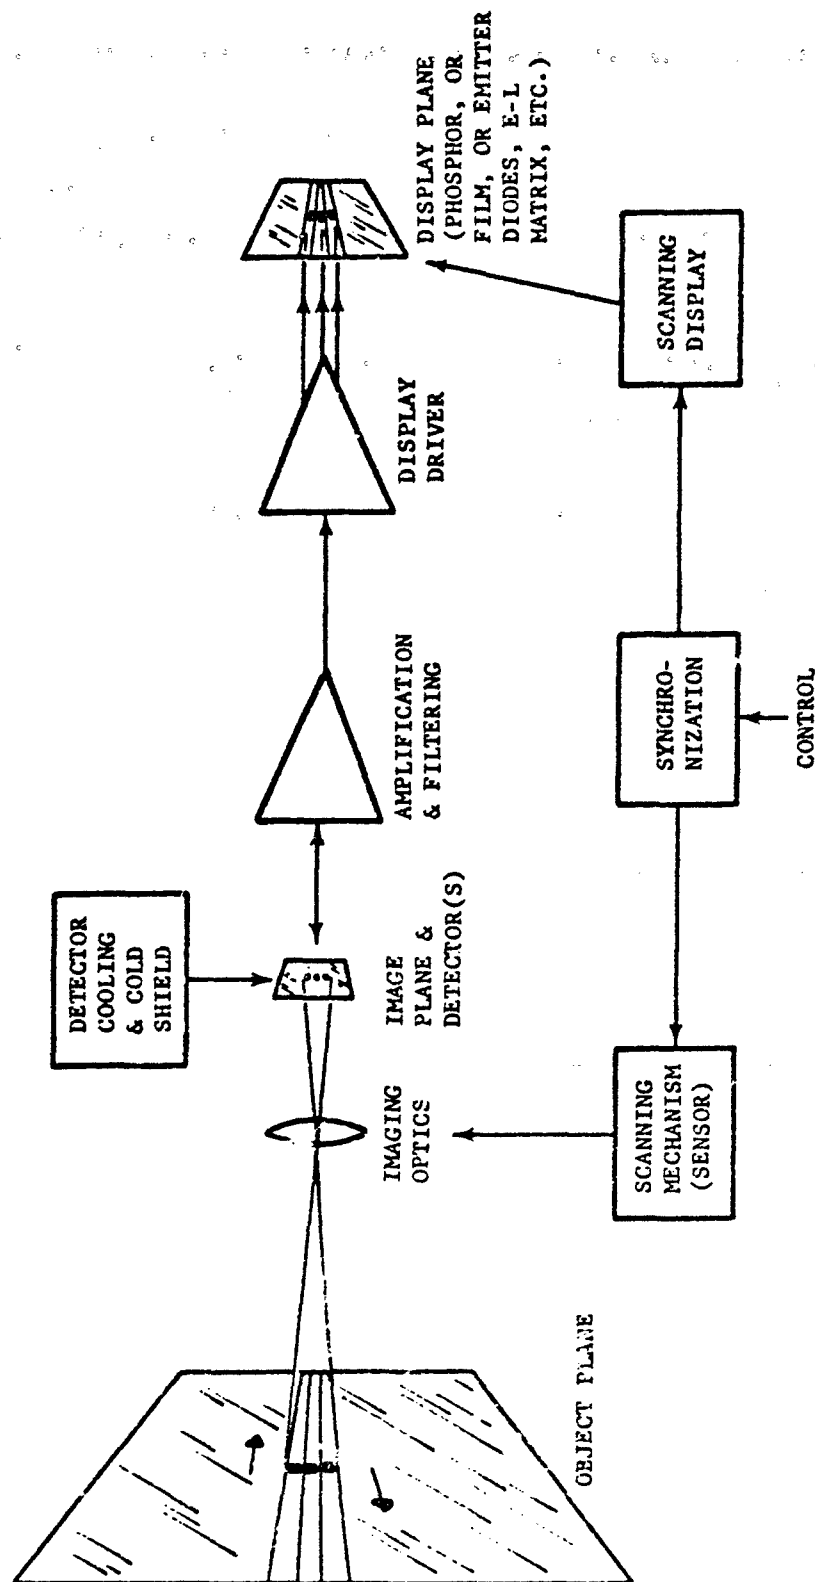 DETECTOR
COOLING
& COLD
SHIELD
OBJECT PLANE
IMAGING
OPTICS
IMAGE
PLANE &
DETECTOR(S)
AMPLIFICATION
& FILTERING
DISPLAY
DRIVER
DISPLAY PLANE
(PHOSPHOR, OR
FILM, OR EMITTER
DIODES, E-L
MATRIX, ETC.)
SCANNING
MECHANISM
(SENSOR)
SYNCHRO-
NIZATION
SCANNING
DISPLAY
CONTROL